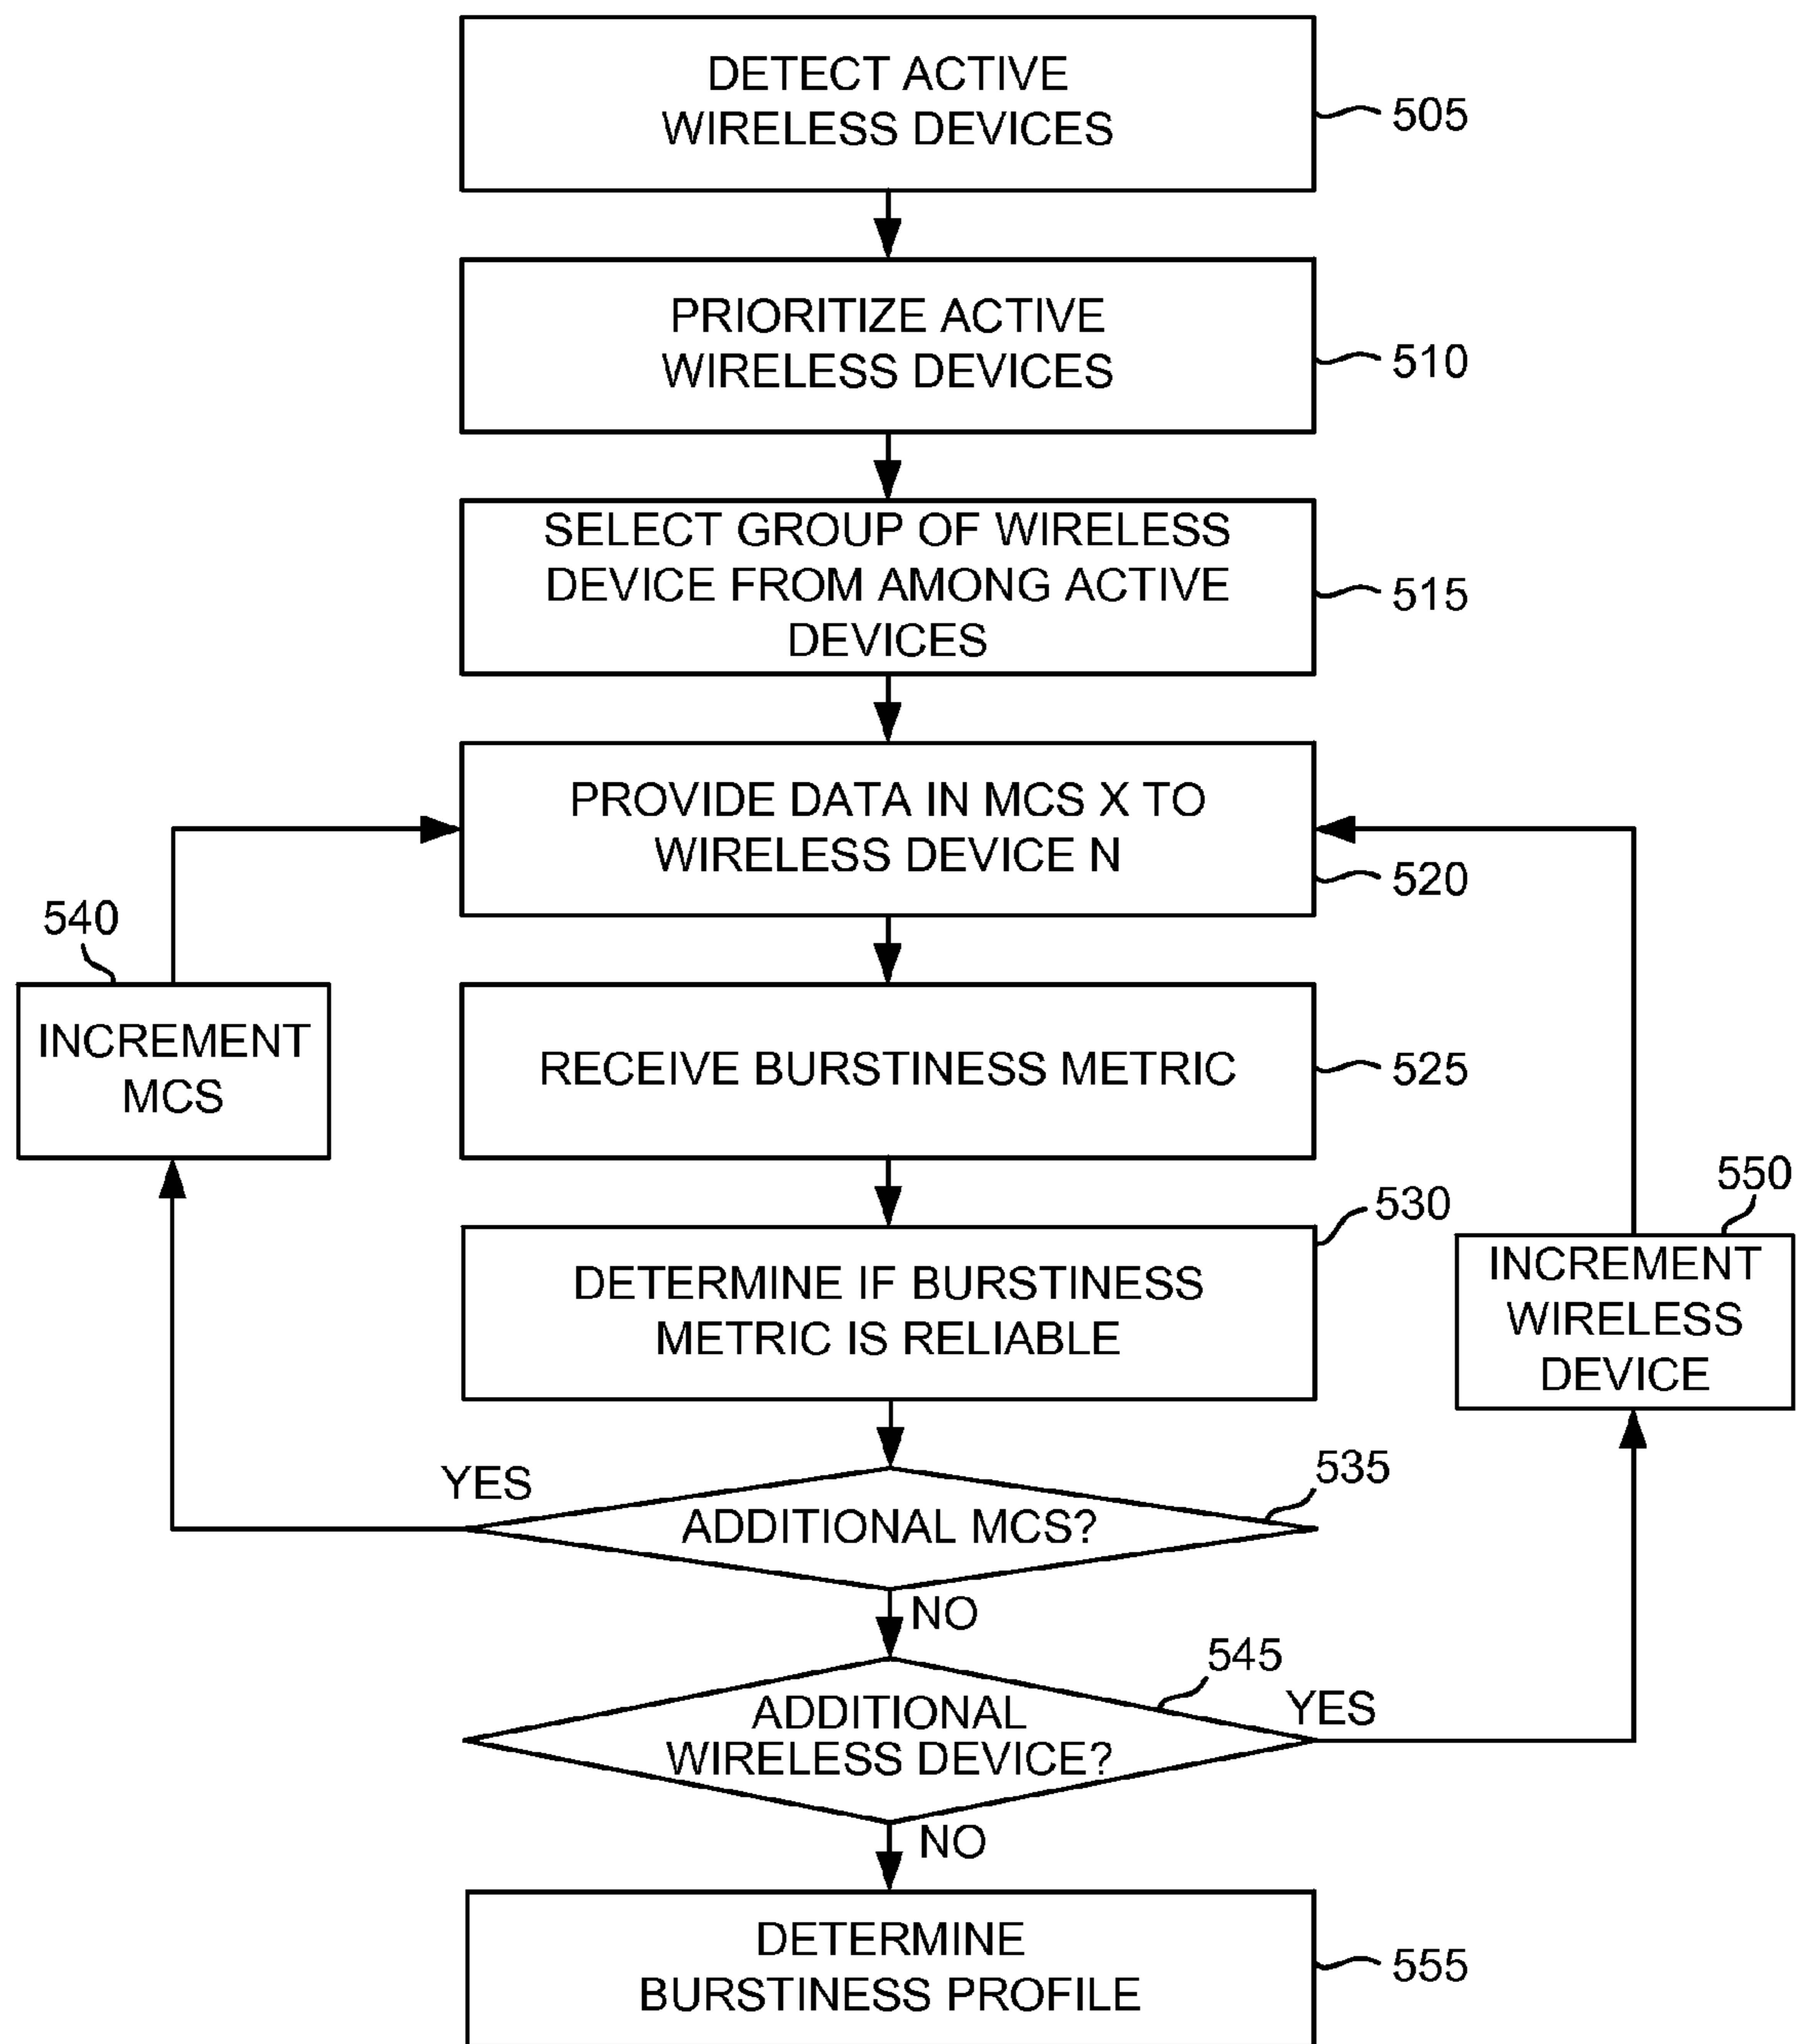 DETECT ACTIVE
WIRELESS DEVICES
505
PRIORITIZE ACTIVE
WIRELESS DEVICES
510
SELECT GROUP OF WIRELESS
DEVICE FROM AMONG ACTIVE
DEVICES
515
PROVIDE DATA IN MCS X TO
WIRELESS DEVICE N
520
540
INCREMENT
MCS
RECEIVE BURSTINESS METRIC
525
530
DETERMINE IF BURSTINESS
METRIC IS RELIABLE
550
INCREMENT
WIRELESS
DEVICE
YES
535
ADDITIONAL MCS?
NO
545
ADDITIONAL
WIRELESS DEVICE?
YES
NO
DETERMINE
BURSTINESS PROFILE
555